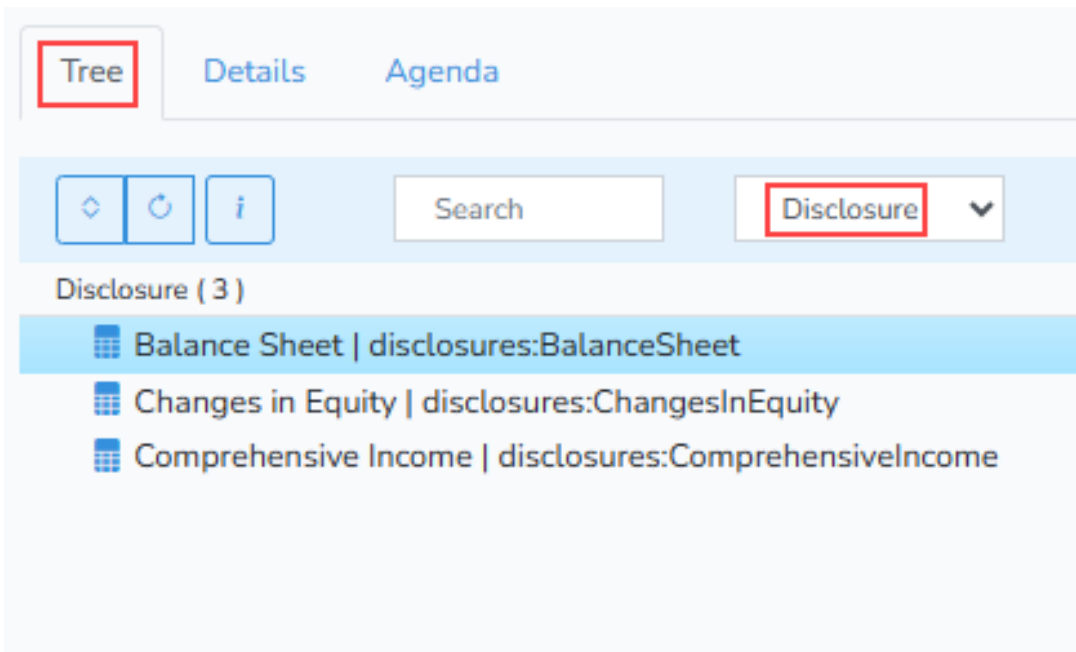 Tree Details Agenda
i Search Disclosure
Disclosure ( 3 )
Balance Sheet | disclosures:BalanceSheet
Changes in Equity | disclosures:ChangesInEquity
Comprehensive Income | disclosures:ComprehensiveIncome